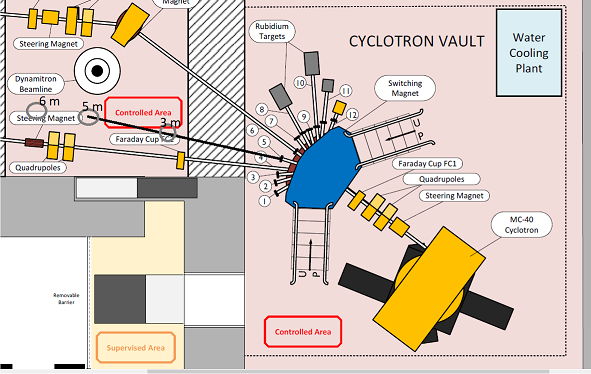 Magnet
Steering Magnet
Dynamitron
Beamline
6 m
5 m
3 m
Steering Magnet
Controlled Area
Faraday Cup FC2
Quadrupoles
Rubidium
Targets
CYCLOTRON VAULT
Water
Cooling
Plant
Switching
Magnet
10
11
12
9
8
7
6
5
4
3
2
1
U
P
Faraday Cup FC1
Quadrupoles
Steering Magnet
MC-40
Cyclotron
U
P
Removable
Barrier
Controlled Area
Supervised Area